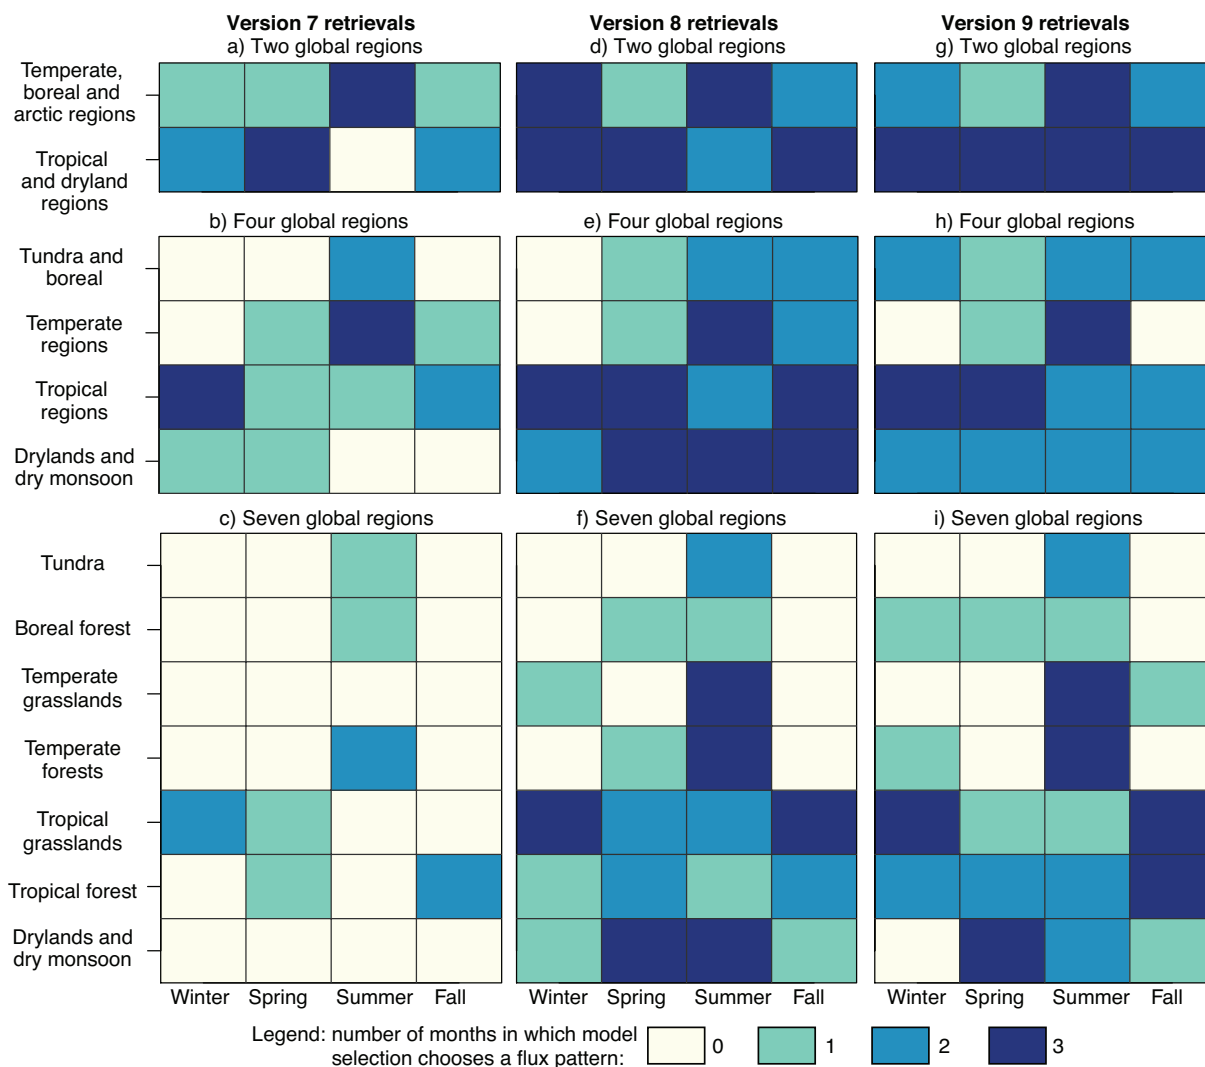 Version 7 retrievals
Version 8 retrievals
Version 9 retrievals
a) Two global regions
d) Two global regions
g) Two global regions
Temperate,
boreal and
arctic regions
Tropical
and dryland
regions
b) Four global regions
e) Four global regions
h) Four global regions
Tundra and
boreal
Temperate
regions
Tropical
regions
Drylands and
dry monsoon
c) Seven global regions
f) Seven global regions
i) Seven global regions
Tundra
Boreal forest
Temperate
grasslands
Temperate
forests
Tropical
grasslands
Tropical forest
Drylands and
dry monsoon
Winter Spring Summer Fall
Winter Spring Summer Fall
Winter Spring Summer Fall
Legend: number of months in which model
selection chooses a flux pattern:
0
1
2
3